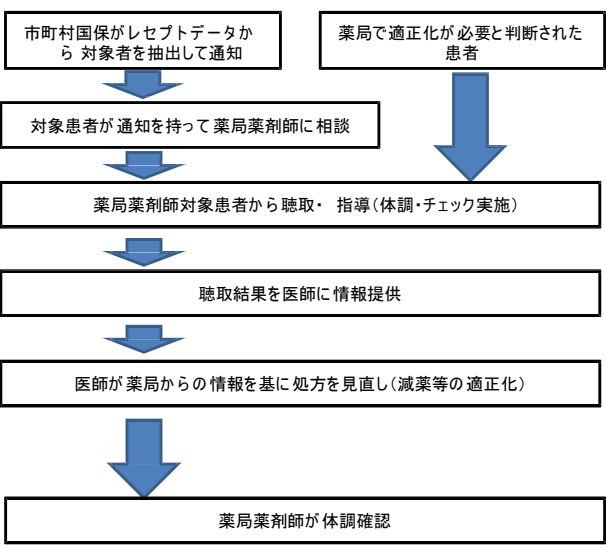 市町村国保がレセプトデータか
ら 対象者を抽出して通知
薬局で適正化が必要と判断された
患者
対象患者が通知を持って薬局薬剤師に相談
薬局薬剤師対象患者から聴取・ 指導(体調・チェック実施)
聴取結果を医師に情報提供
医師が薬局からの情報を基に処方を見直し(減薬等の適正化)
薬局薬剤師が体調確認